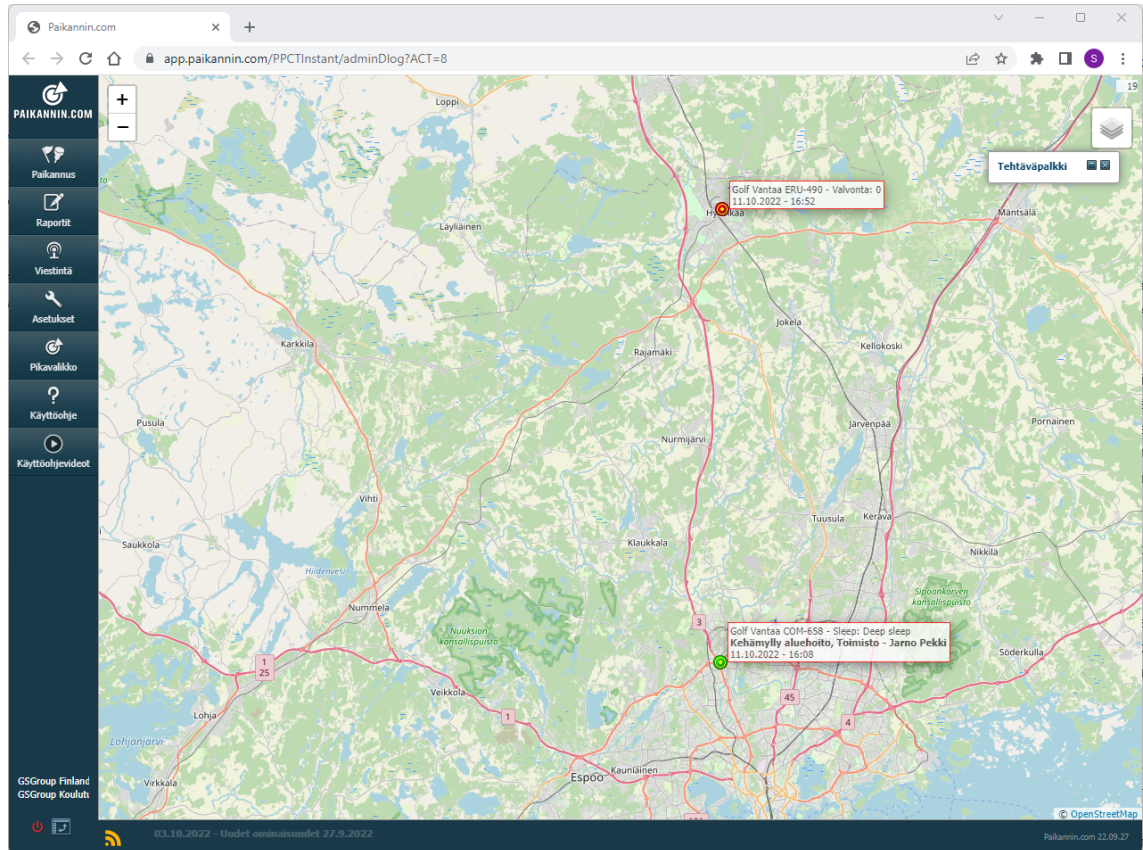 Paikannin.com
app.paikannin.com/PPCTInstant/adminDlog?ACT=8
S
PAIKANNIN.COM
Paikannus
Raportit
Viestintä
Asetukset
Pikavalikko
Käyttöohje
Käyttöohjevideot
GSGroup Finland
GSGroup Koulutu
+
−
19
Tehtäväpalkki
Loppi
Golf Vantaa ERU-490 - Valvonta: 0
11.10.2022 - 16:52
Mäntsälä
Läyliäinen
Jokela
Karkkila
Rajamäki
Kellokoski
Pusula
Järvenpää
Pornainen
Nurmijärvi
Vihti
Tuusula
Kerava
Saukkola
Klaukkala
Nikkilä
Hiidenvesi
Sipoonkorven
kansallispuisto
Nummela
3
Nuuksion
kansallispuisto
Golf Vantaa COM-658 - Sleep: Deep sleep
Kehämylly aluehoito, Toimisto - Jarno Pekki
11.10.2022 - 16:08
Söderkulla
1
25
Veikkola
45
Lohja
1
4
Lohjanjärvi
Kauniainen
Espoo
Virkkala
© OpenStreetMap
03.10.2022 - Uudet ominaisuudet 27.9.2022
Paikannin.com 22.09.27